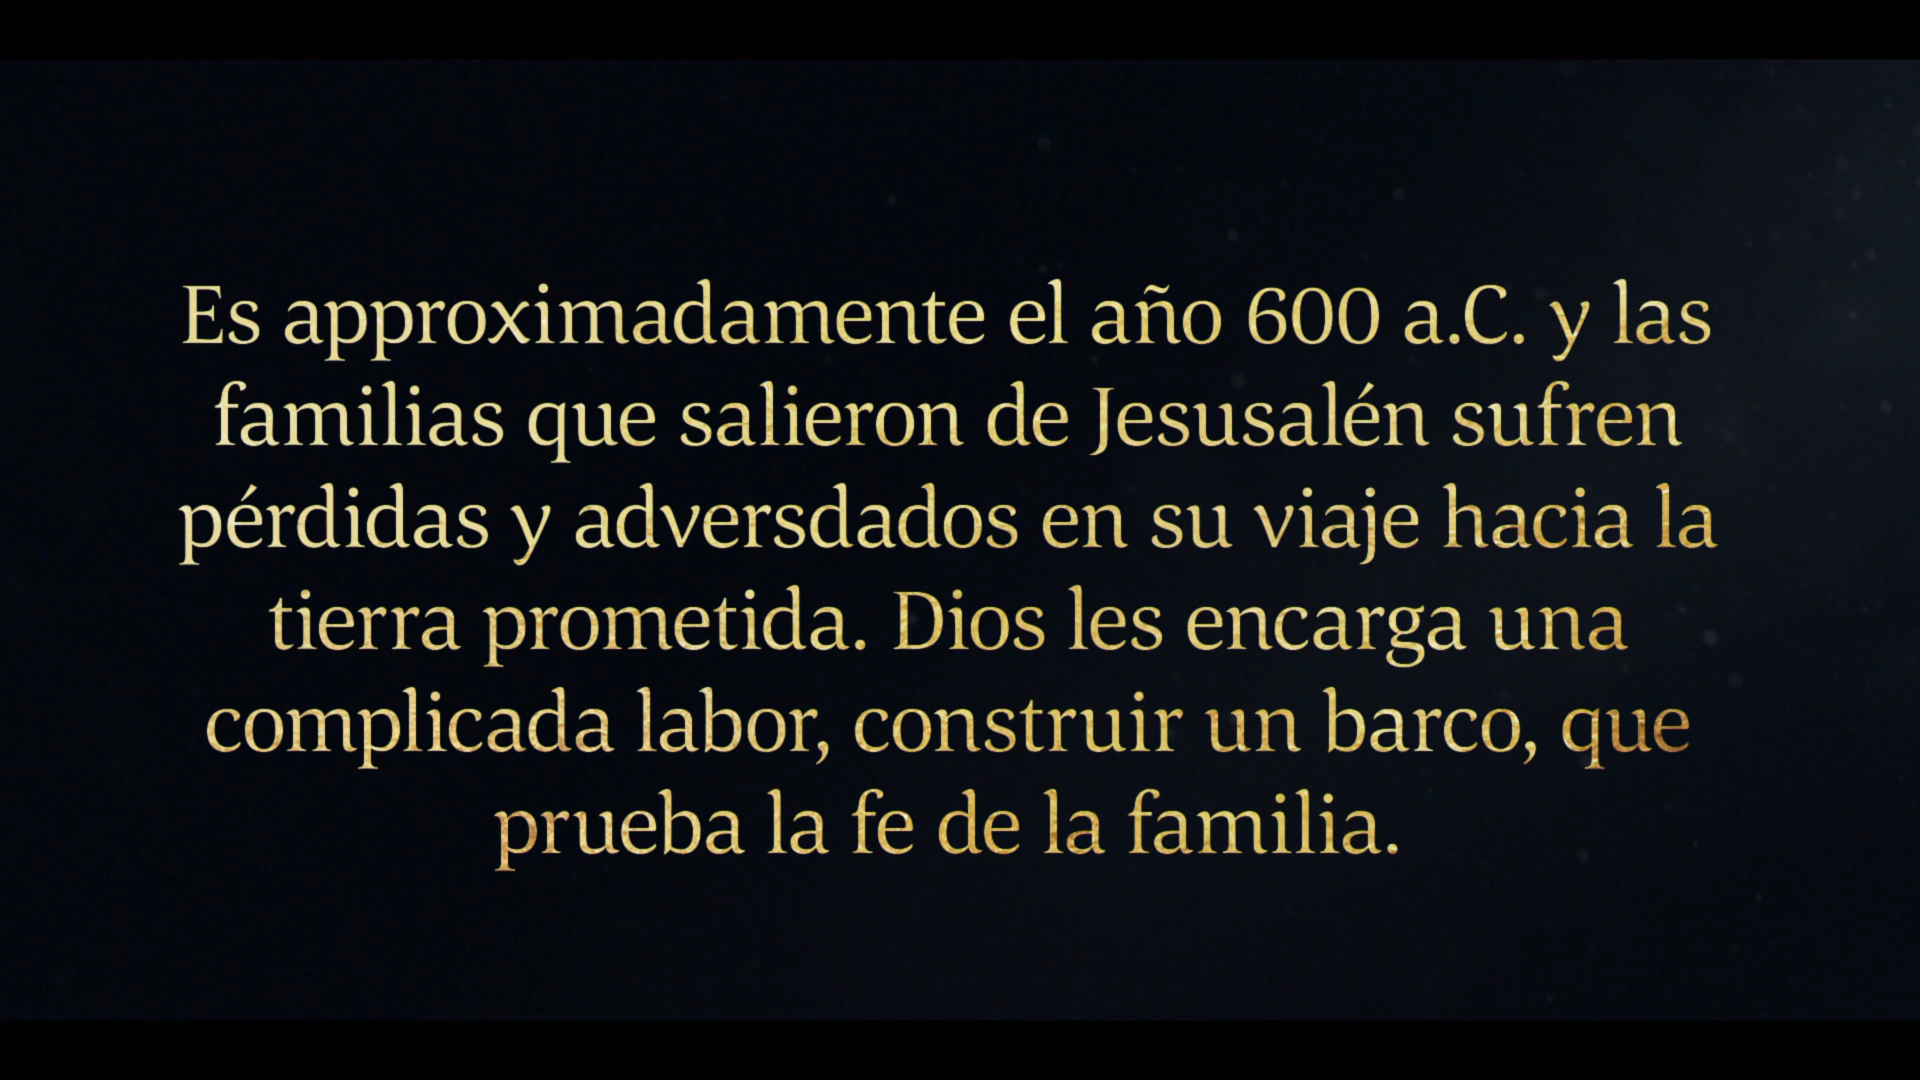 Es approximadamente el año 600 a.C. y las
familias que salieron de Jesusalén sufren
pérdidas y adversdados en su viaje hacia la
tierra prometida. Dios les encarga una
complicada labor, construir un barco, que
prueba la fe de la familia.